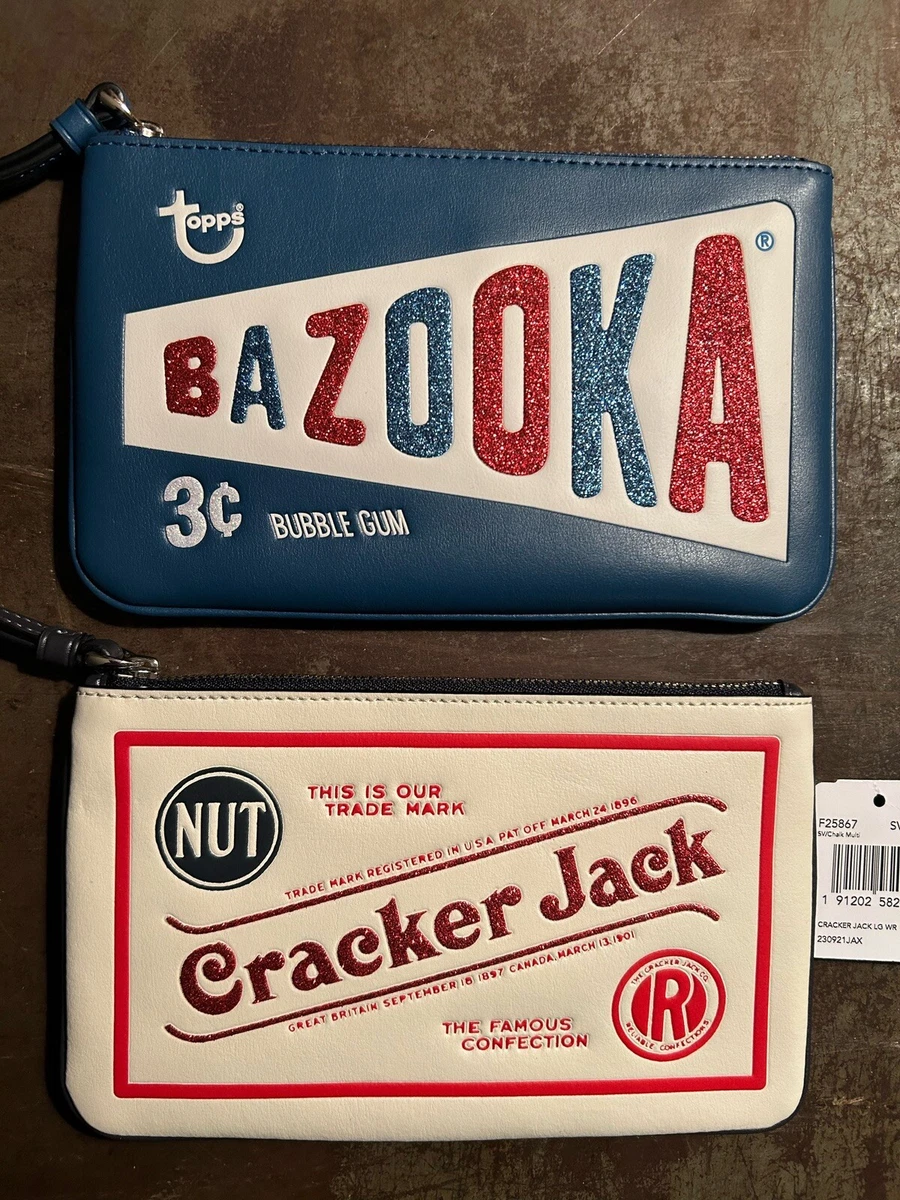 topps®
BAZOOKA®
3¢ BUBBLE GUM
NUT
THIS IS OUR
TRADE MARK
TRADE MARK REGISTERED IN U.S.A. PAT. OFF. MARCH 24 1896
Cracker Jack
GREAT BRITAIN SEPTEMBER 18 1897 CANADA, MARCH 13, 1901
THE FAMOUS
CONFECTION
THE CRACKER JACK CO.
R
RELIABLE CONFECTIONS
F25867 SV
SV/Chalk Multi
1 91202 582
CRACKER JACK LG WR
230921JAX